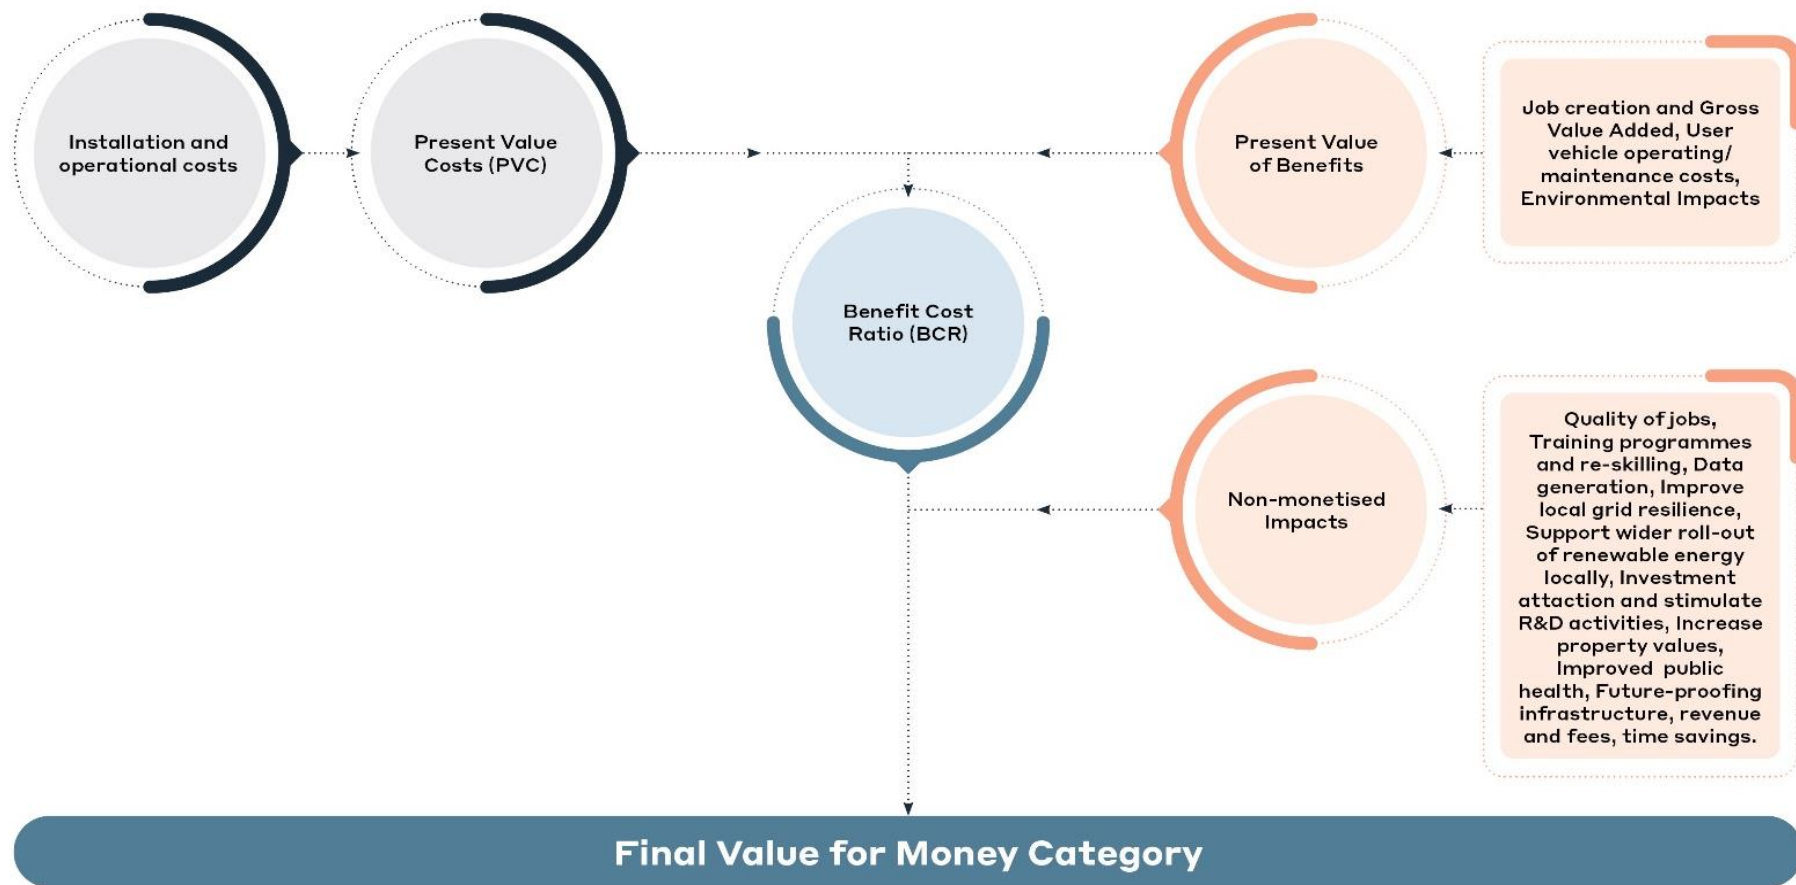 Installation and
operational costs
Present Value
Costs (PVC)
Present Value
of Benefits
Job creation and Gross
Value Added, User
vehicle operating/
maintenance costs,
Environmental Impacts
Benefit Cost
Ratio (BCR)
Non-monetised
Impacts
Quality of jobs,
Training programmes
and re-skilling, Data
generation, Improve
local grid resilience,
Support wider roll-out
of renewable energy
locally, Investment
attaction and stimulate
R&D activities, Increase
property values,
Improved public
health, Future-proofing
infrastructure, revenue
and fees, time savings.
Final Value for Money Category